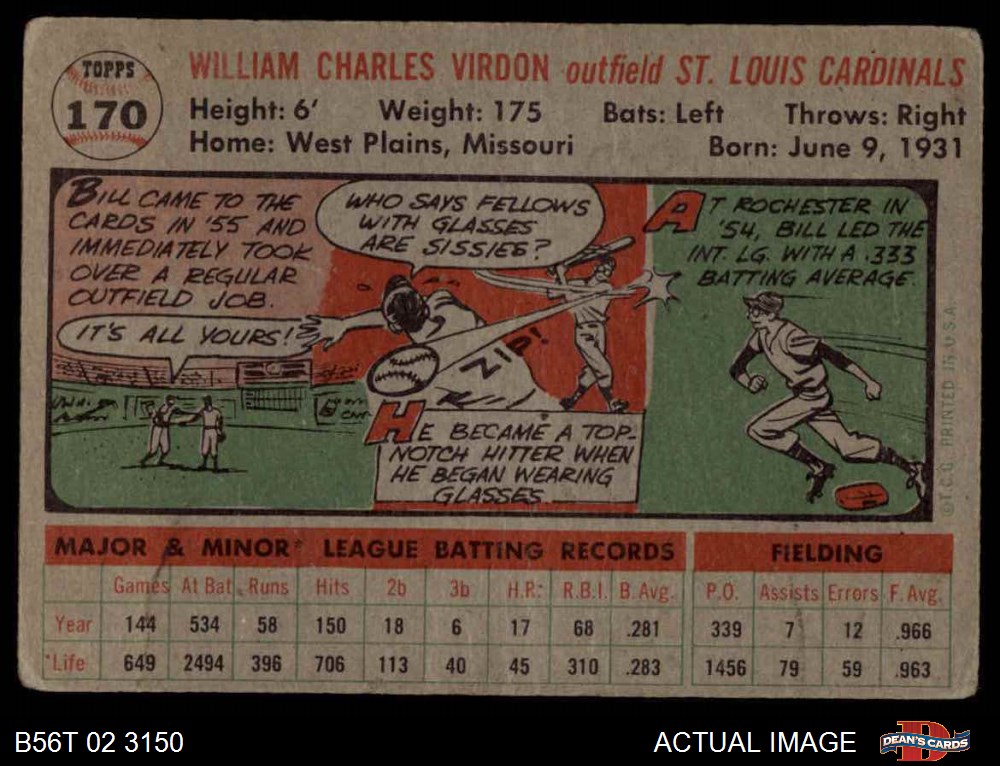 TOPPS
170
WILLIAM CHARLES VIRDON outfield ST. LOUIS CARDINALS
Height: 6' Weight: 175 Bats: Left Throws: Right
Home: West Plains, Missouri Born: June 9, 1931
BILL CAME TO THE
CARDS IN '55 AND
IMMEDIATELY TOOK
OVER A REGULAR
OUTFIELD JOB.
IT'S ALL YOURS!
WHO SAYS FELLOWS
WITH GLASSES
ARE SISSIES?
ZIP!
HE BECAME A TOP-
NOTCH HITTER WHEN
HE BEGAN WEARING
GLASSES
AT ROCHESTER IN
'54, BILL LED THE
INT. LG. WITH A .333
BATTING AVERAGE.
©T.C.G. PRINTED IN U.S.A.
MAJOR & MINOR* LEAGUE BATTING RECORDS FIELDING
Games At Bat Runs Hits 2b 3b H.R. R.B.I. B. Avg. P.O. Assists Errors F. Avg.
Year 144 534 58 150 18 6 17 68 .281 339 7 12 .966
*Life 649 2494 396 706 113 40 45 310 .283 1456 79 59 .963
B56T 02 3150 ACTUAL IMAGE DEAN'S CARDS